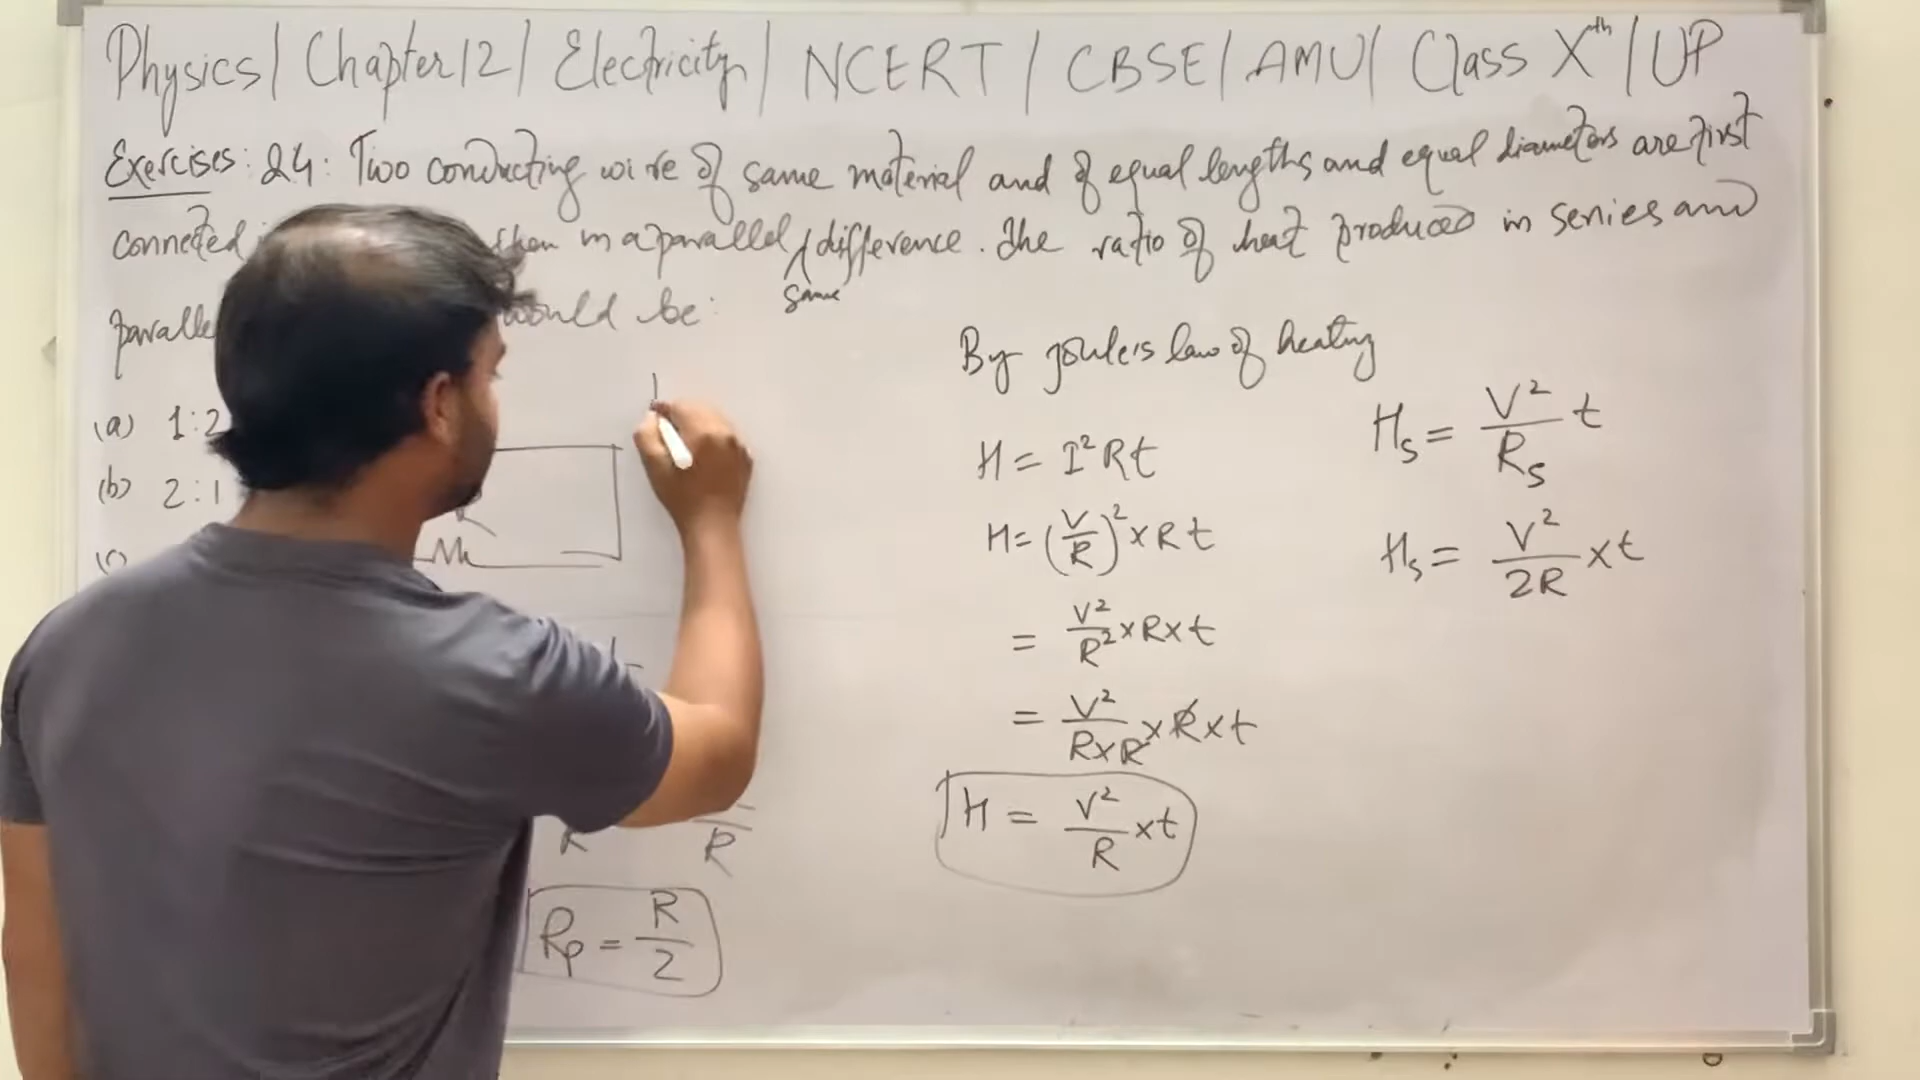 Physics / Chapter 12 / Electricity / NCERT / CBSE / AMU / Class Xth / UP
Exercises: 24: Two conducting wire of same material and of equal lengths and equal diameters are first
connected then in a parallel difference. The ratio of heat produced in series and
same
would be:
(a) 1:2
(b) 2:1
(c)
R
Rp = R/2
By joule's law of heating
H = I²Rt
H = (V/R)² × Rt
= V²/R² × R × t
= V²/R×R × R × t
H = V²/R × t
Hs = V²/Rs t
Hs = V²/2R × t